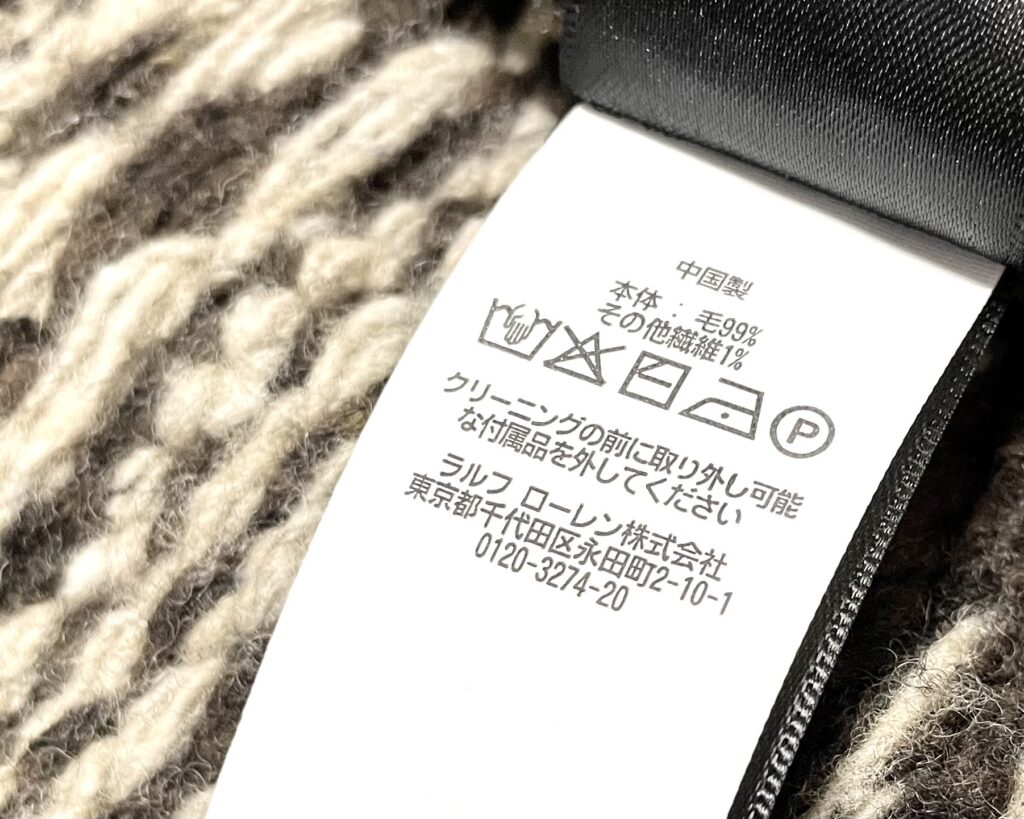 中国製
本体 : 毛99%
その他繊維1%
P
クリーニングの前に取り外し可能
な付属品を外してください
ラルフ ローレン株式会社
東京都千代田区永田町2-10-1
0120-3274-20